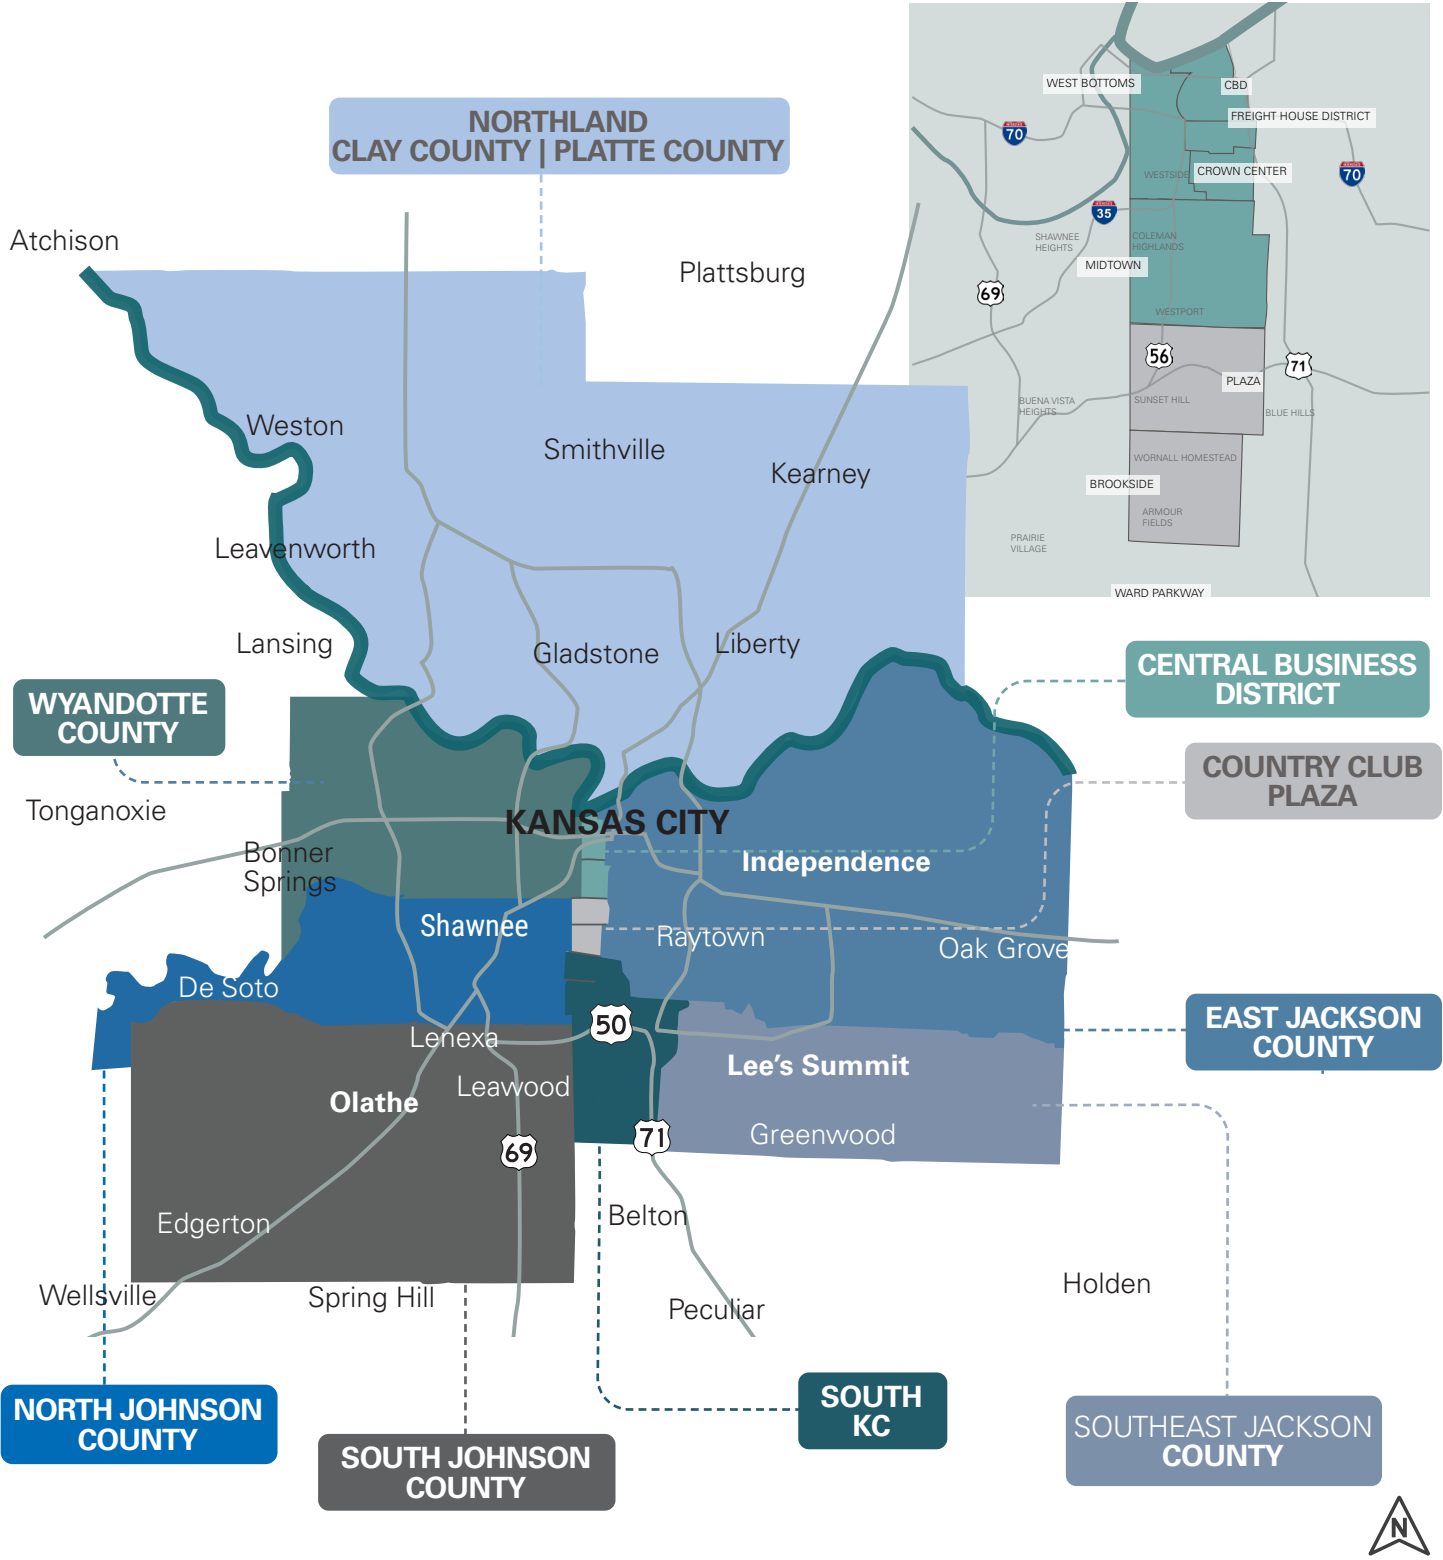 NORTHLAND
CLAY COUNTY | PLATTE COUNTY
WEST BOTTOMS
CBD
FREIGHT HOUSE DISTRICT
70
WESTSIDE
CROWN CENTER
70
35
SHAWNEE
HEIGHTS
COLEMAN
HIGHLANDS
MIDTOWN
69
WESTPORT
56
71
PLAZA
BUENA VISTA
HEIGHTS
SUNSET HILL
BLUE HILLS
WORNALL HOMESTEAD
BROOKSIDE
ARMOUR
FIELDS
PRAIRIE
VILLAGE
WARD PARKWAY
Atchison
Plattsburg
Weston
Smithville
Kearney
Leavenworth
Lansing
Gladstone
Liberty
CENTRAL BUSINESS
DISTRICT
WYANDOTTE
COUNTY
COUNTRY CLUB
PLAZA
Tonganoxie
KANSAS CITY
Bonner
Springs
Independence
Shawnee
Raytown
Oak Grove
De Soto
50
Lenexa
EAST JACKSON
COUNTY
Lee's Summit
Leawood
Olathe
Greenwood
71
69
Edgerton
Belton
Wellsville
Spring Hill
Peculiar
Holden
NORTH JOHNSON
COUNTY
SOUTH JOHNSON
COUNTY
SOUTH
KC
SOUTHEAST JACKSON
COUNTY
N